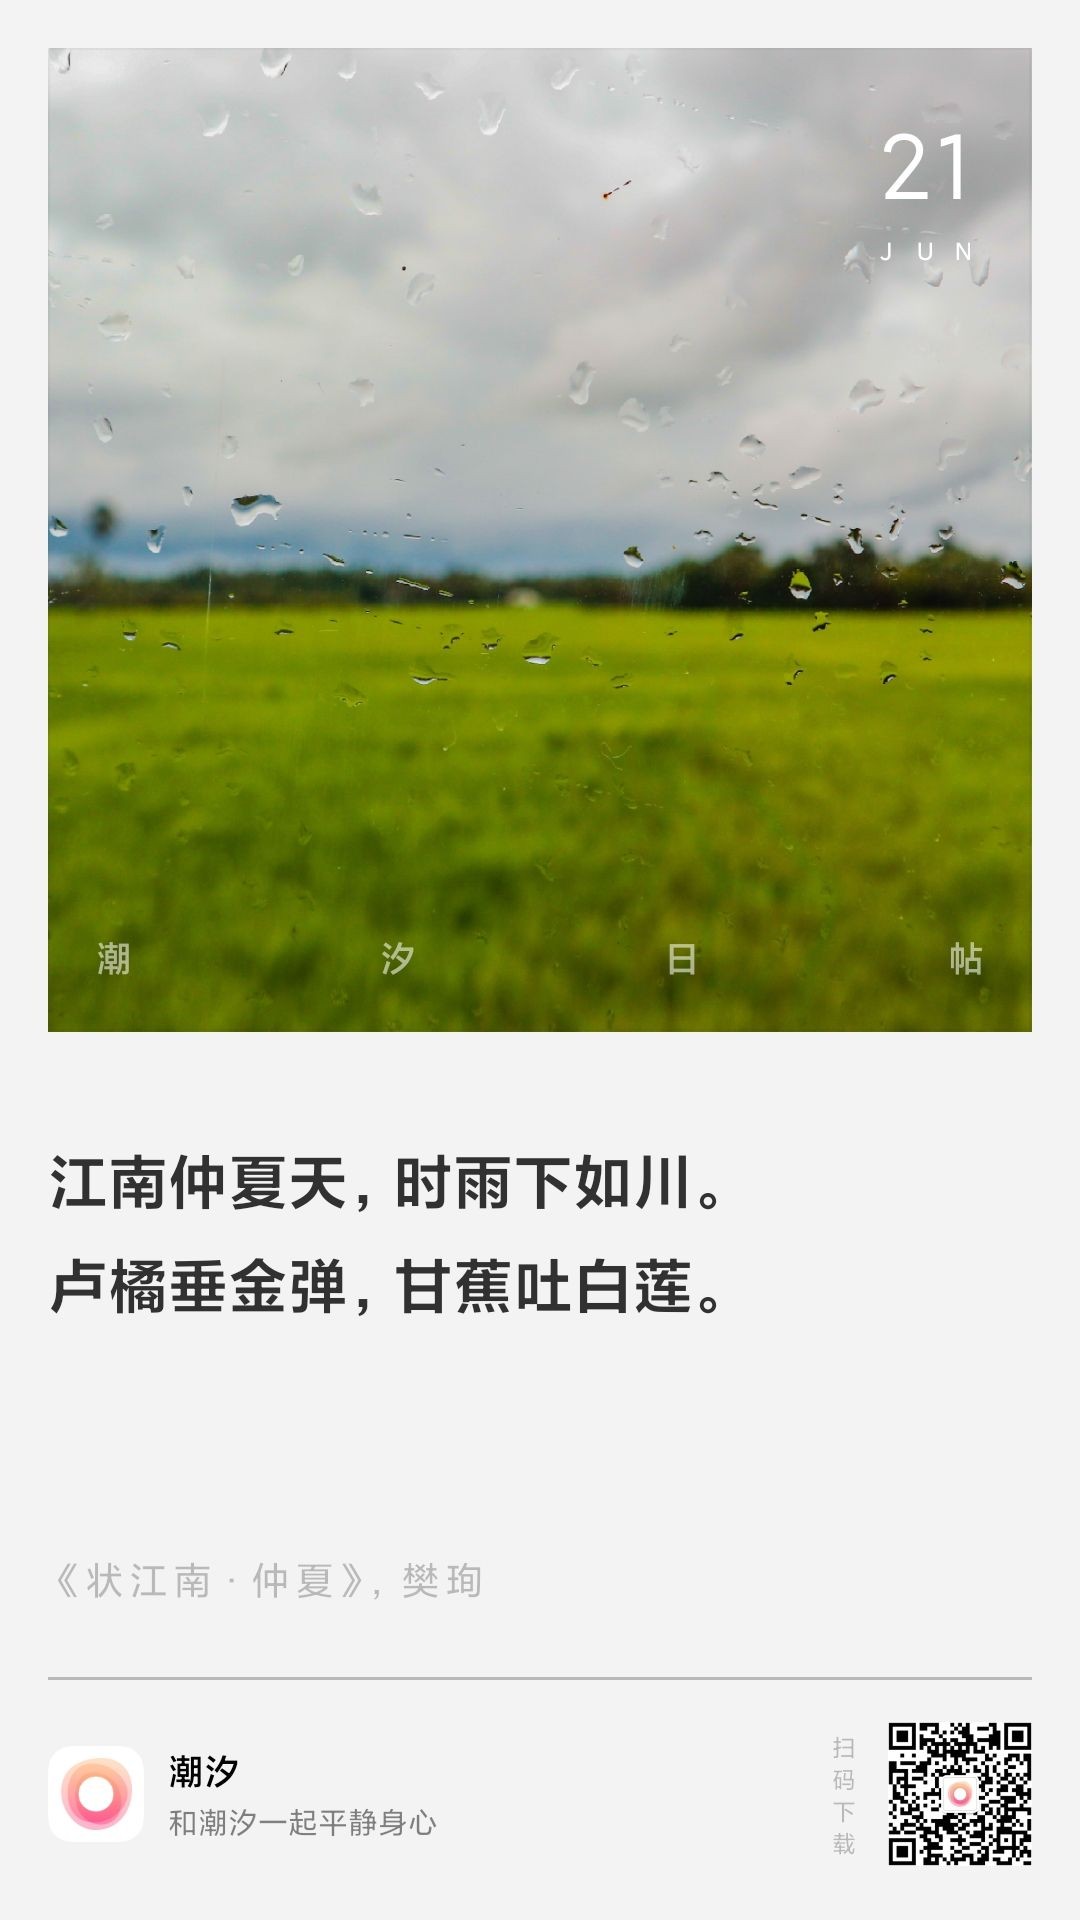 21
JUN
潮汐日帖
江南仲夏天，时雨下如川。
卢橘垂金弹，甘蕉吐白莲。
《状江南·仲夏》，樊珣
潮汐
和潮汐一起平静身心
扫码下载